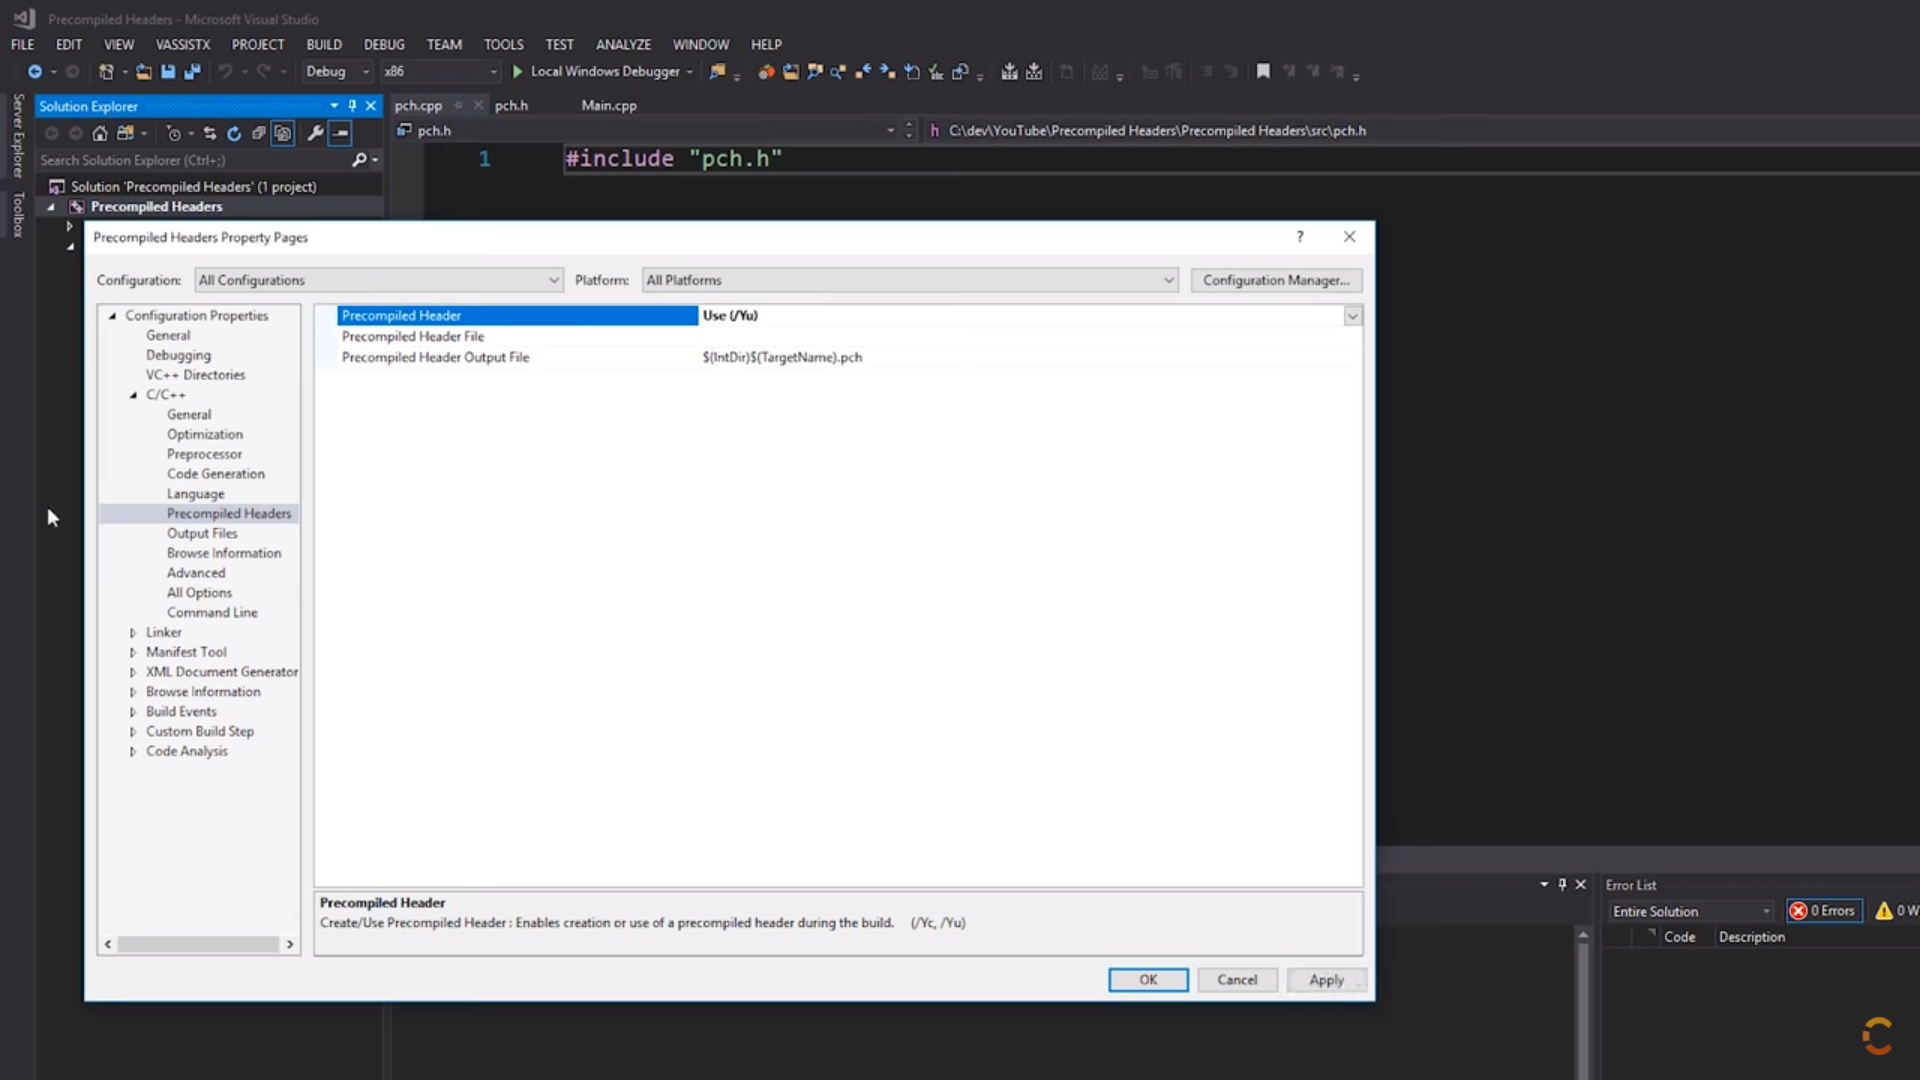 Precompiled Headers - Microsoft Visual Studio
FILE EDIT VIEW VASSISTX PROJECT BUILD DEBUG TEAM TOOLS TEST ANALYZE WINDOW HELP
Debug x86 Local Windows Debugger
Server Explorer
Toolbox
Solution Explorer
Search Solution Explorer (Ctrl+;)
Solution 'Precompiled Headers' (1 project)
Precompiled Headers
pch.cpp pch.h Main.cpp
pch.h C:\dev\YouTube\Precompiled Headers\Precompiled Headers\src\pch.h
1 #include "pch.h"
Precompiled Headers Property Pages ?
Configuration: All Configurations Platform: All Platforms Configuration Manager...
Configuration Properties
General
Debugging
VC++ Directories
C/C++
General
Optimization
Preprocessor
Code Generation
Language
Precompiled Headers
Output Files
Browse Information
Advanced
All Options
Command Line
Linker
Manifest Tool
XML Document Generator
Browse Information
Build Events
Custom Build Step
Code Analysis
Precompiled Header Use (/Yu)
Precompiled Header File
Precompiled Header Output File $(IntDir)$(TargetName).pch
Precompiled Header
Create/Use Precompiled Header : Enables creation or use of a precompiled header during the build. (/Yc, /Yu)
OK Cancel Apply
Error List
Entire Solution 0 Errors 0 W
Code Description